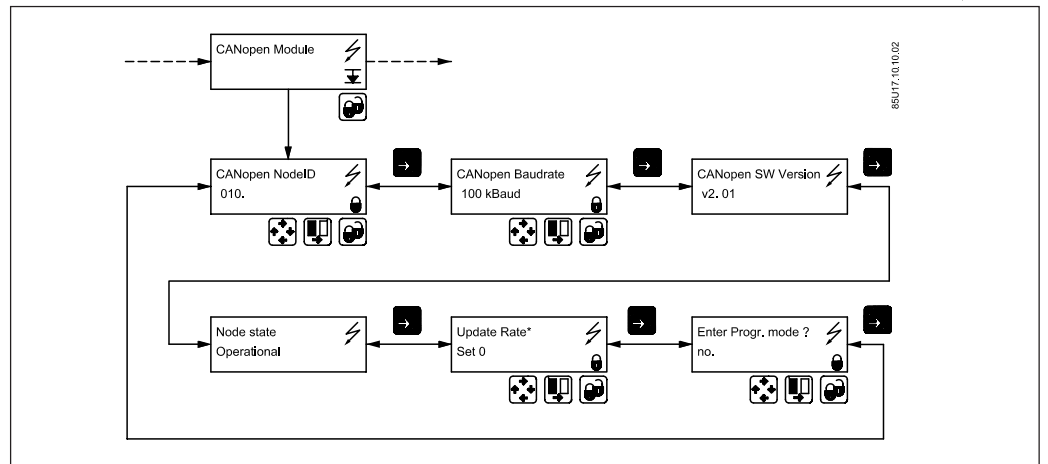 CANopen Module
85U17.10.10.02
CANopen NodeID
010.
CANopen Baudrate
100 kBaud
CANopen SW Version
v2. 01
Node state
Operational
Update Rate*
Set 0
Enter Progr. mode ?
no.